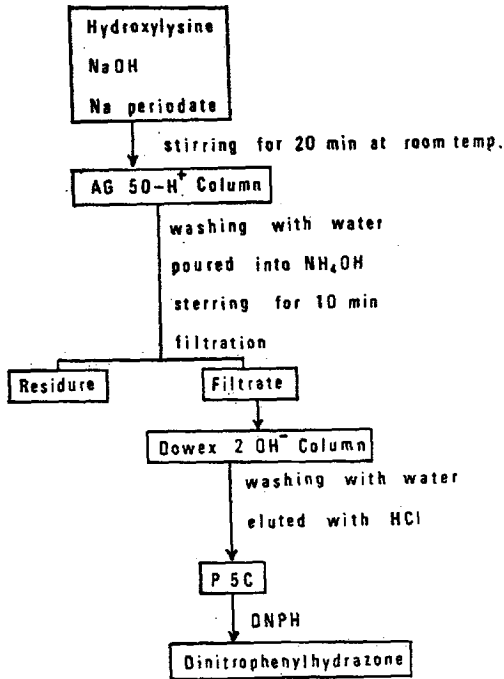 Hydroxylysine
NaOH
Na periodate
stirring for 20 min at room temp.
AG 50-H⁺ Column
washing with water
poured into NH₄OH
sterring for 10 min
filtration
Residure
Filtrate
Dowex 2 OH⁻ Column
washing with water
eluted with HCl
P 5C
DNPH
Dinitrophenylhydrazone